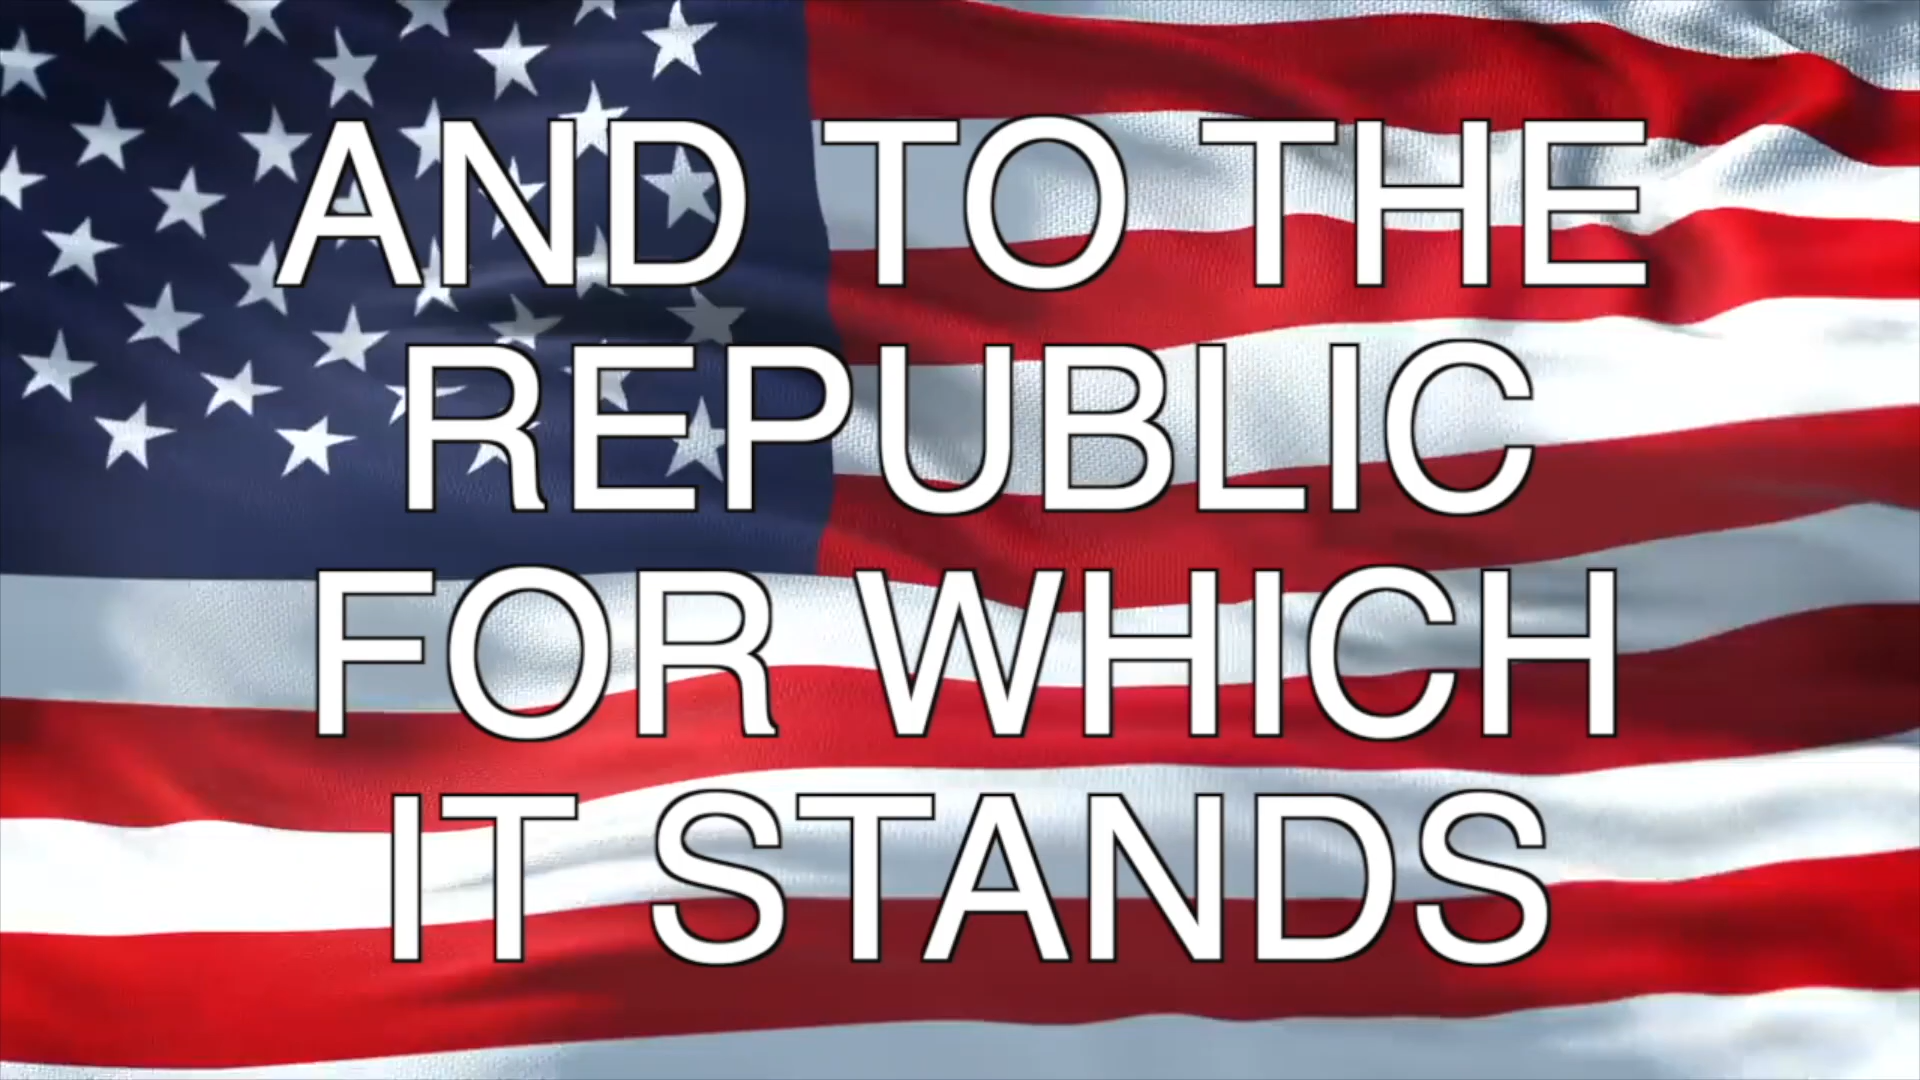 AND TO THE
REPUBLIC
FOR WHICH
IT STANDS